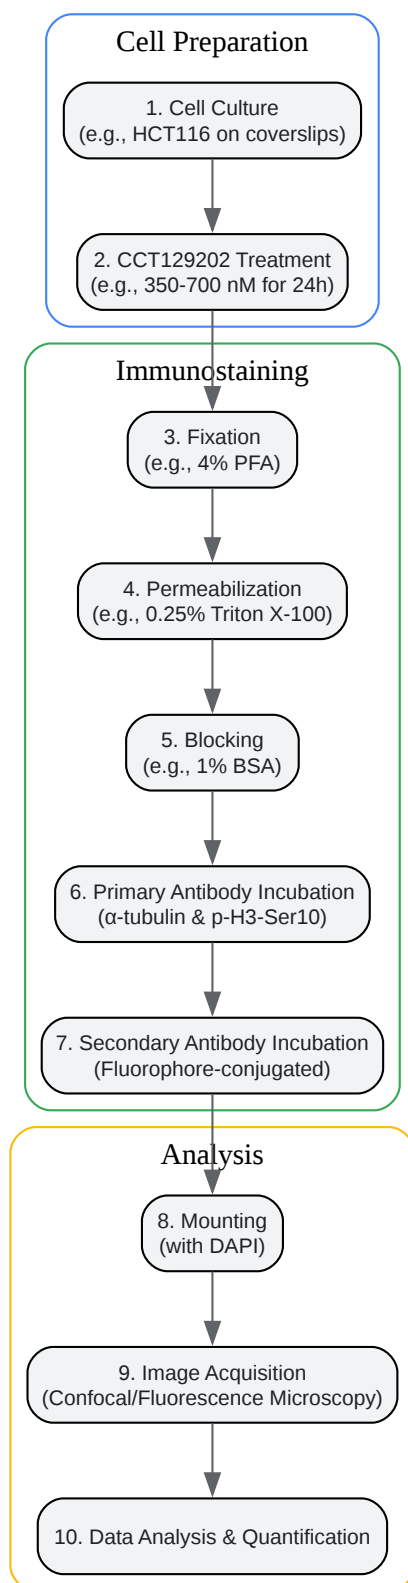 Cell Preparation
1. Cell Culture
(e.g., HCT116 on coverslips)
2. CCT129202 Treatment
(e.g., 350-700 nM for 24h)
Immunostaining
3. Fixation
(e.g., 4% PFA)
4. Permeabilization
(e.g., 0.25% Triton X-100)
5. Blocking
(e.g., 1% BSA)
6. Primary Antibody Incubation
(α-tubulin & p-H3-Ser10)
7. Secondary Antibody Incubation
(Fluorophore-conjugated)
Analysis
8. Mounting
(with DAPI)
9. Image Acquisition
(Confocal/Fluorescence Microscopy)
10. Data Analysis & Quantification